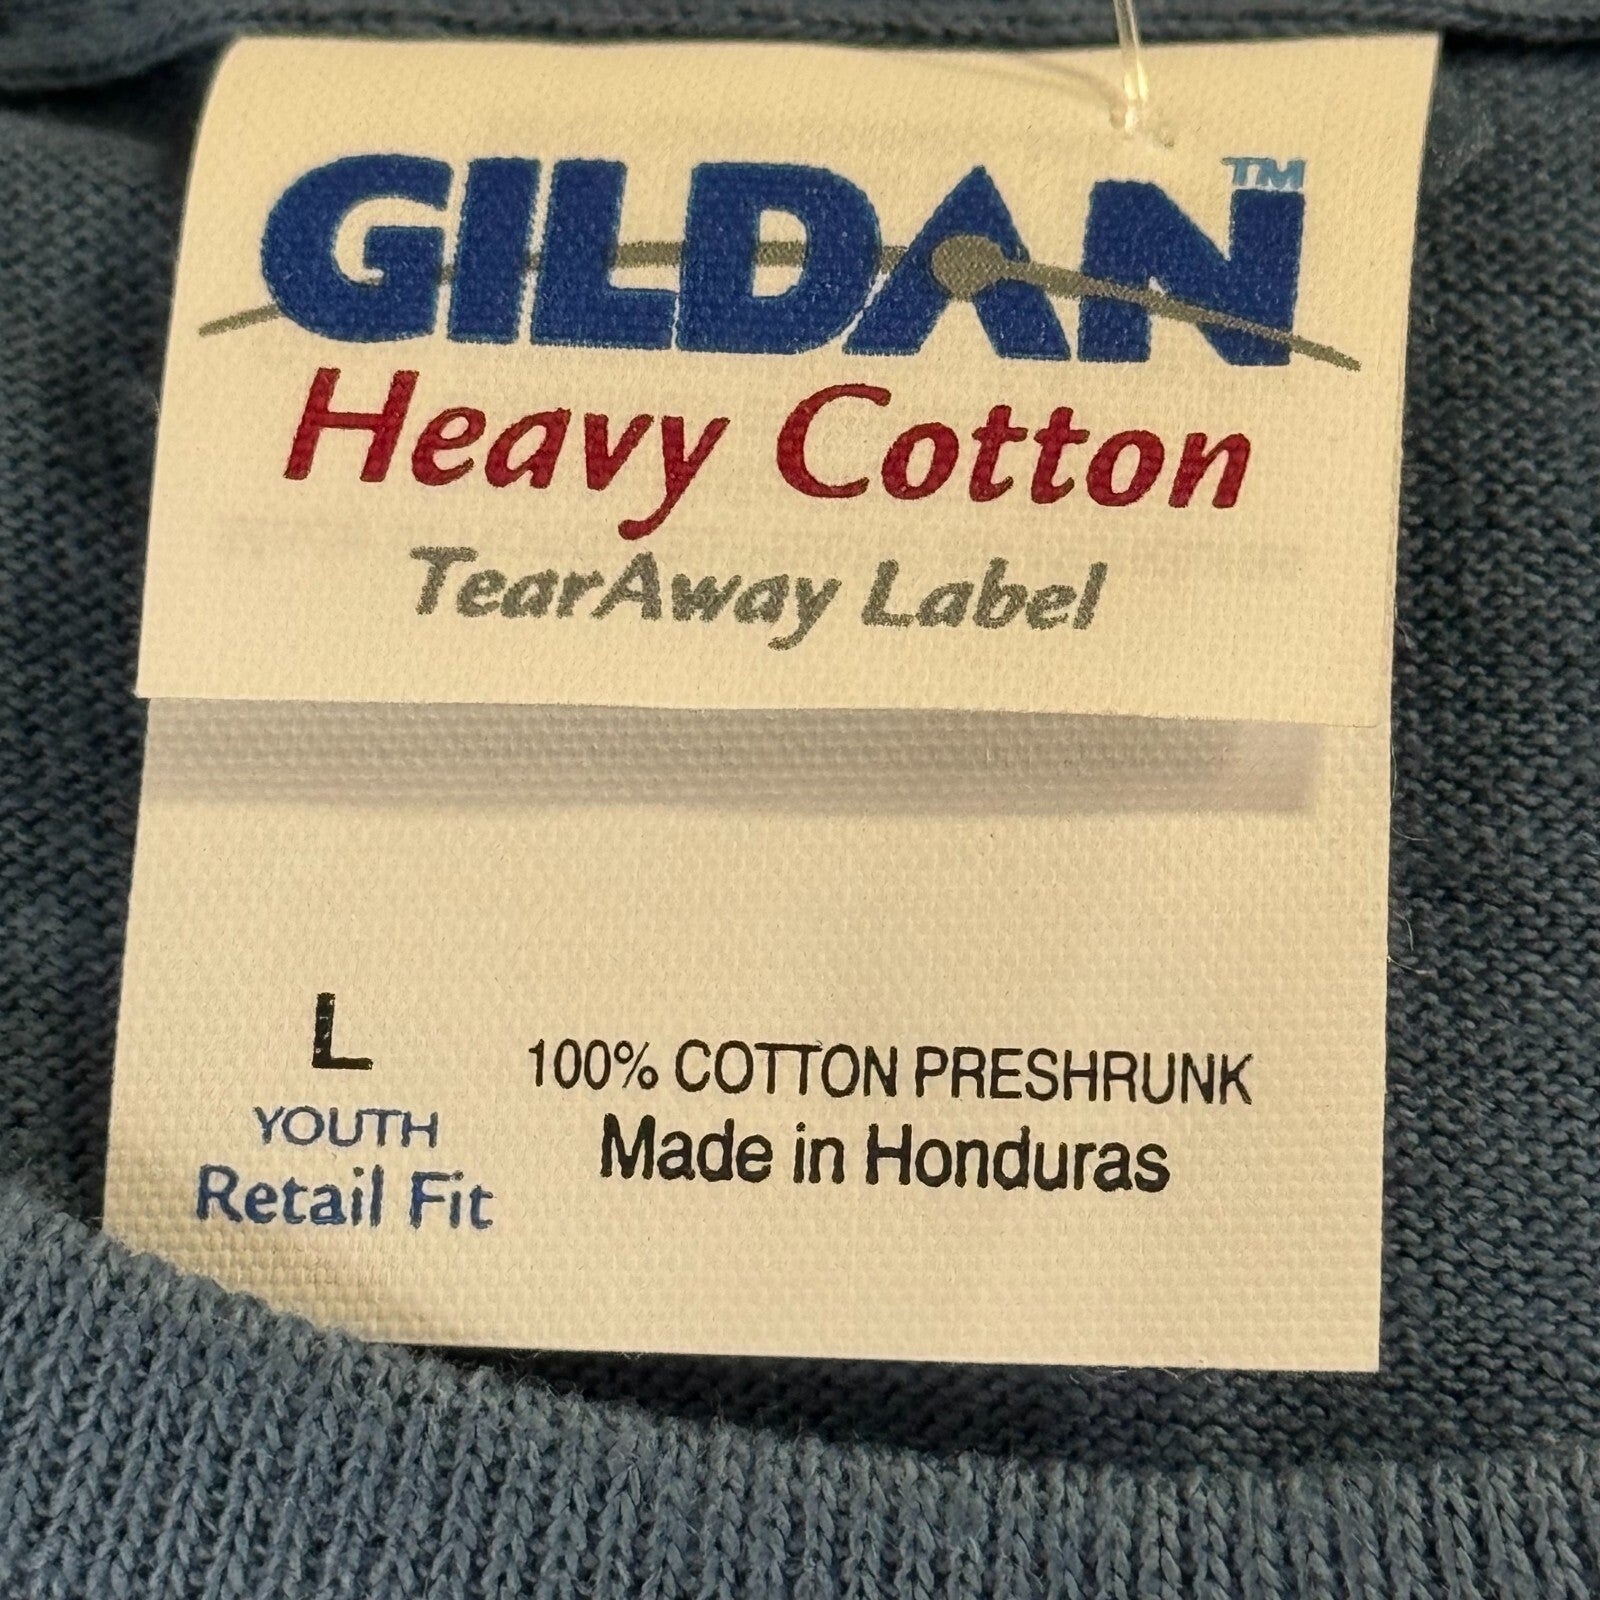 GILDAN™
Heavy Cotton
TearAway Label
L
YOUTH
Retail Fit
100% COTTON PRESHRUNK
Made in Honduras